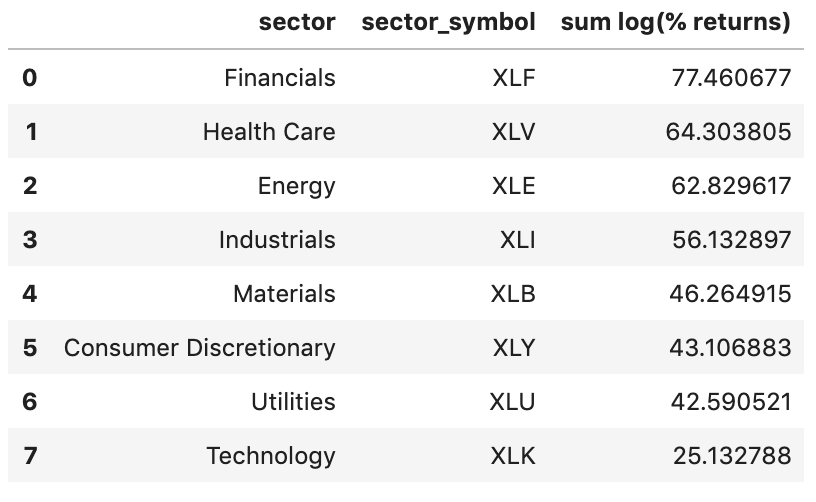 sector sector_symbol sum log(% returns)
0 Financials XLF 77.460677
1 Health Care XLV 64.303805
2 Energy XLE 62.829617
3 Industrials XLI 56.132897
4 Materials XLB 46.264915
5 Consumer Discretionary XLY 43.106883
6 Utilities XLU 42.590521
7 Technology XLK 25.132788